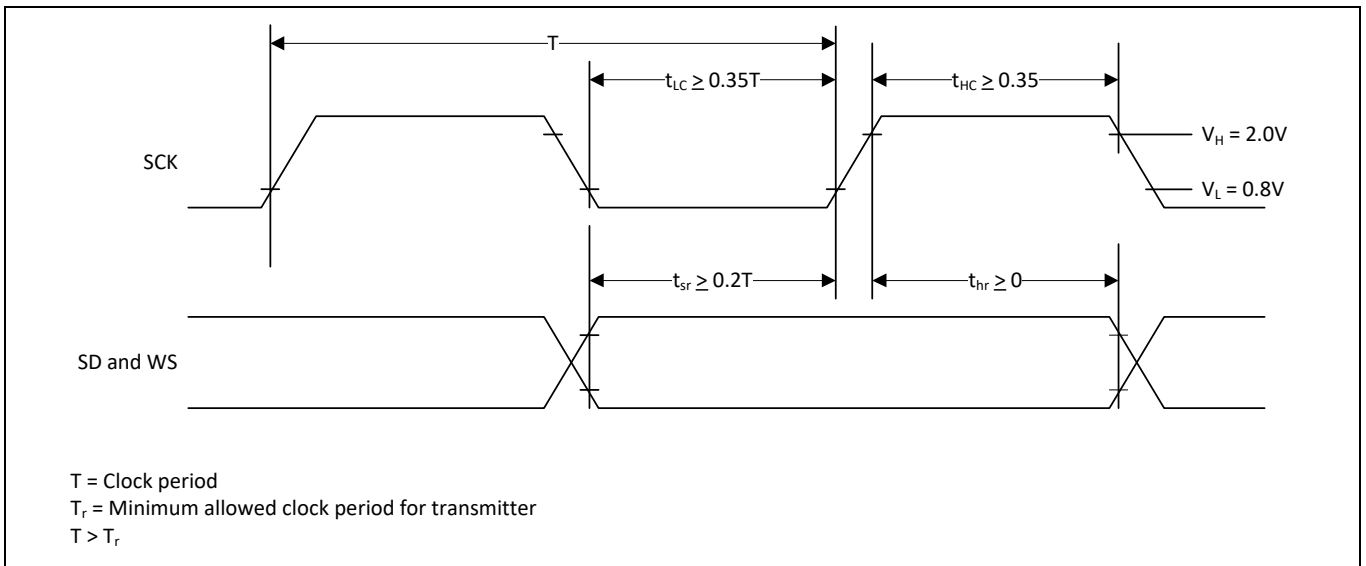 T
t_LC ≥ 0.35T
t_HC ≥ 0.35
V_H = 2.0V
SCK
V_L = 0.8V
t_sr ≥ 0.2T
t_hr ≥ 0
SD and WS
T = Clock period
T_r = Minimum allowed clock period for transmitter
T > T_r